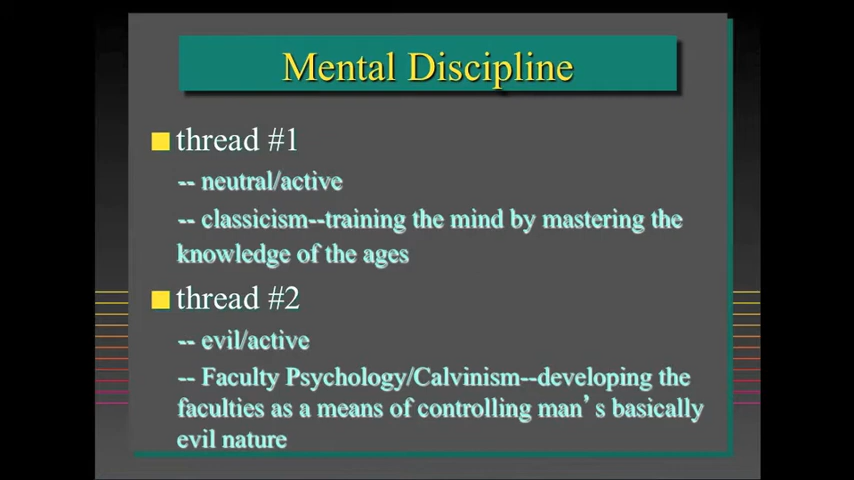 Mental Discipline
thread #1
-- neutral/active
-- classicism--training the mind by mastering the
knowledge of the ages
thread #2
-- evil/active
-- Faculty Psychology/Calvinism--developing the
faculties as a means of controlling man’s basically
evil nature